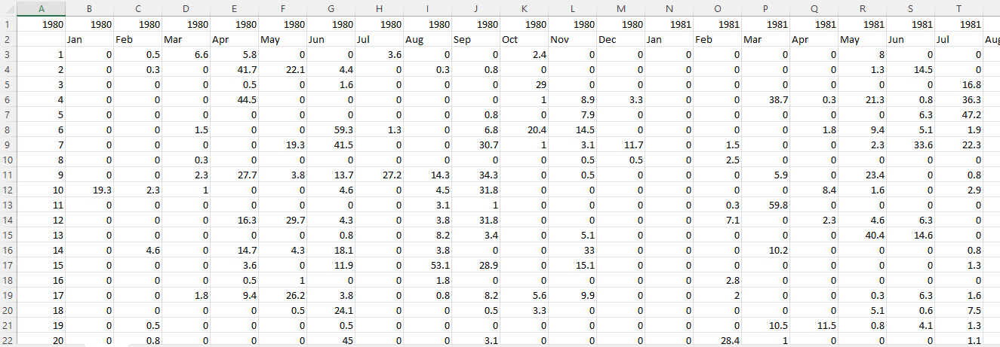 A B C D E F G H I J K L M N O P Q R S T
1 1980 1980 1980 1980 1980 1980 1980 1980 1980 1980 1980 1980 1980 1981 1981 1981 1981 1981 1981 1981
2 Jan Feb Mar Apr May Jun Jul Aug Sep Oct Nov Dec Jan Feb Mar Apr May Jun Jul Aug
3 1 0 0.5 6.6 5.8 0 0 3.6 0 0 2.4 0 0 0 0 0 0 8 0 0
4 2 0 0.3 0 41.7 22.1 4.4 0 0.3 0.8 0 0 0 0 0 0 0 1.3 14.5 0
5 3 0 0 0 0.5 0 1.6 0 0 0 29 0 0 0 0 0 0 0 0 16.8
6 4 0 0 0 44.5 0 0 0 0 0 1 8.9 3.3 0 0 38.7 0.3 21.3 0.8 36.3
7 5 0 0 0 0 0 0 0 0 0.8 0 7.9 0 0 0 0 0 0 6.3 47.2
8 6 0 0 1.5 0 0 59.3 1.3 0 6.8 20.4 14.5 0 0 0 0 1.8 9.4 5.1 1.9
9 7 0 0 0 0 19.3 41.5 0 0 30.7 1 3.1 11.7 0 1.5 0 0 2.3 33.6 22.3
10 8 0 0 0.3 0 0 0 0 0 0 0 0.5 0.5 0 2.5 0 0 0 0 0
11 9 0 0 2.3 27.7 3.8 13.7 27.2 14.3 34.3 0 0.5 0 0 0 5.9 0 23.4 0 0.8
12 10 19.3 2.3 1 0 0 4.6 0 4.5 31.8 0 0 0 0 0 0 8.4 1.6 0 2.9
13 11 0 0 0 0 0 0 0 3.1 1 0 0 0 0 0.3 59.8 0 0 0 0
14 12 0 0 0 16.3 29.7 4.3 0 3.8 31.8 0 0 0 0 7.1 0 2.3 4.6 6.3 0
15 13 0 0 0 0 0 0.8 0 8.2 3.4 0 5.1 0 0 0 0 0 40.4 14.6 0
16 14 0 4.6 0 14.7 4.3 18.1 0 3.8 0 0 33 0 0 0 10.2 0 0 0 0.8
17 15 0 0 0 3.6 0 11.9 0 53.1 28.9 0 15.1 0 0 0 0 0 0 0 1.3
18 16 0 0 0 0.5 1 0 0 1.8 0 0 0 0 0 2.8 0 0 0 0 0
19 17 0 0 1.8 9.4 26.2 3.8 0 0.8 8.2 5.6 9.9 0 0 2 0 0 0.3 6.3 1.6
20 18 0 0 0 0 0.5 24.1 0 0 0.5 3.3 0 0 0 0 0 0 5.1 0.6 7.5
21 19 0 0.5 0 0 0 0.5 0 0 0 0 0 0 0 0 10.5 11.5 0.8 4.1 1.3
22 20 0 0.8 0 0 0 45 0 0 3.1 0 0 0 0 28.4 1 0 0 0 1.1